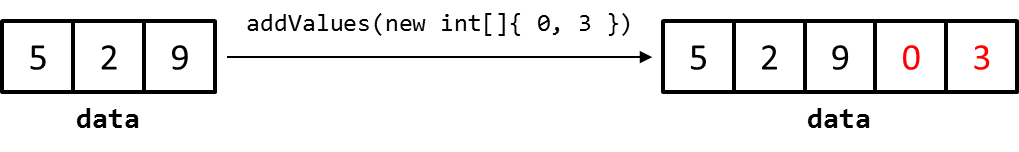 addValues(new int[]{ 0, 3 })
5 2 9
5 2 9 0 3
data
data